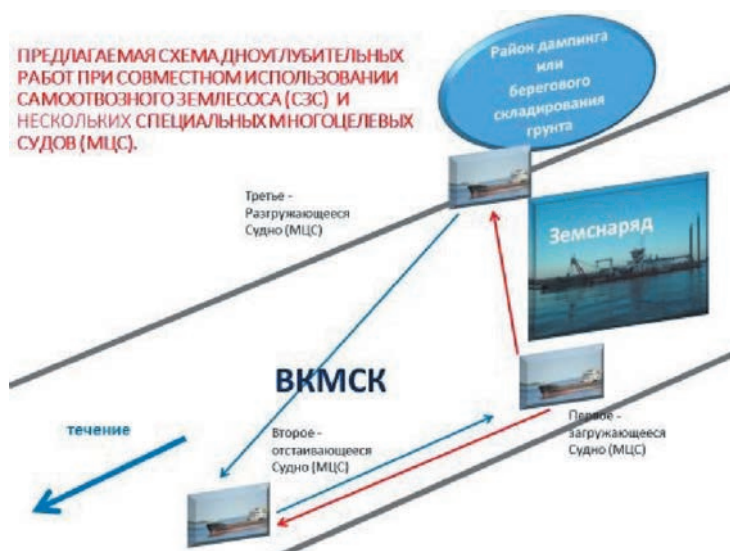 ПРЕДЛАГАЕМАЯ СХЕМА ДНОУГЛУБИТЕЛЬНЫХ
РАБОТ ПРИ СОВМЕСТНОМ ИСПОЛЬЗОВАНИИ
САМООТВОЗНОГО ЗЕМЛЕСОСА (СЗС) И
НЕСКОЛЬКИХ СПЕЦИАЛЬНЫХ МНОГОЦЕЛЕВЫХ
СУДОВ (МЦС).
Район дампинга
или
берегового
складирования
грунта
Третье -
Разгружающееся
Судно (МЦС)
Земснаряд
ВКМСК
течение
Второе -
отстаивающееся
Судно (МЦС)
Первое -
загружающееся
Судно (МЦС)